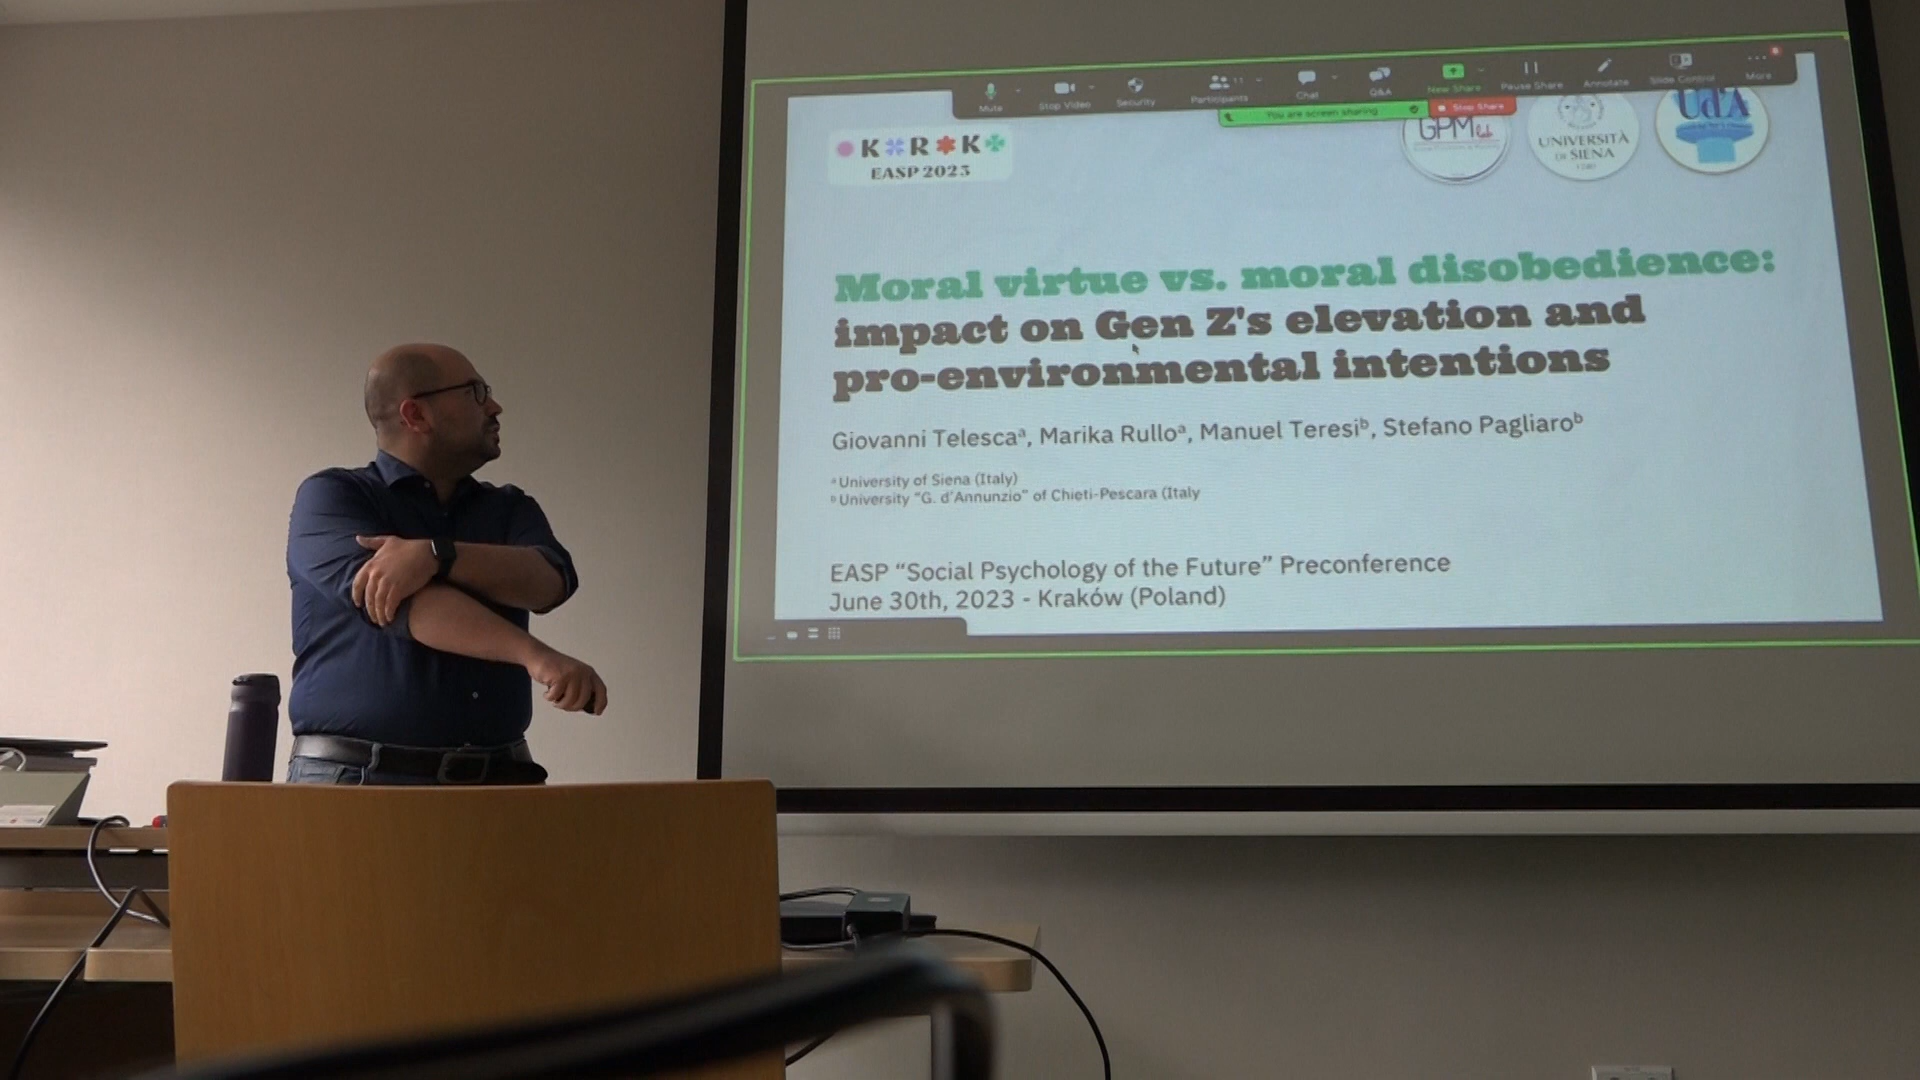 Mute
Stop Video
Security
Participants
11
Chat
Q&A
New Share
Pause Share
Annotate
Slide Control
More
You are screen sharing
Stop Share
K R K
EASP 2023
GPM lab
UNIVERSITÀ
DI SIENA
1240
UdA
Moral virtue vs. moral disobedience:
impact on Gen Z's elevation and
pro-environmental intentions
Giovanni Telescaᵃ, Marika Rulloᵃ, Manuel Teresiᵇ, Stefano Pagliaroᵇ
ᵃ University of Siena (Italy)
ᵇ University “G. d'Annunzio” of Chieti-Pescara (Italy
EASP “Social Psychology of the Future” Preconference
June 30th, 2023 - Kraków (Poland)